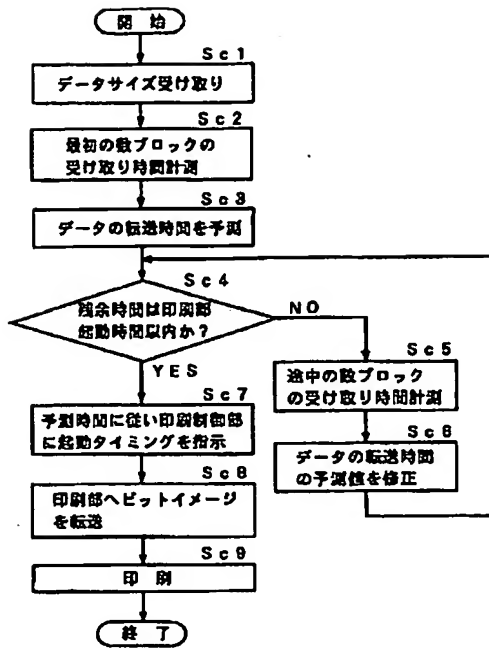 開始
Sc1
データサイズ受け取り
Sc2
最初の数ブロックの
受け取り時間計測
Sc3
データの転送時間を予測
Sc4
残余時間は印刷部
起動時間以内か?
NO
YES
Sc5
途中の数ブロック
の受け取り時間計測
Sc6
データの転送時間
の予測値を修正
Sc7
予測時間に従い印刷制御部
に起動タイミングを指示
Sc8
印刷部へビットイメージ
を転送
Sc9
印刷
終了